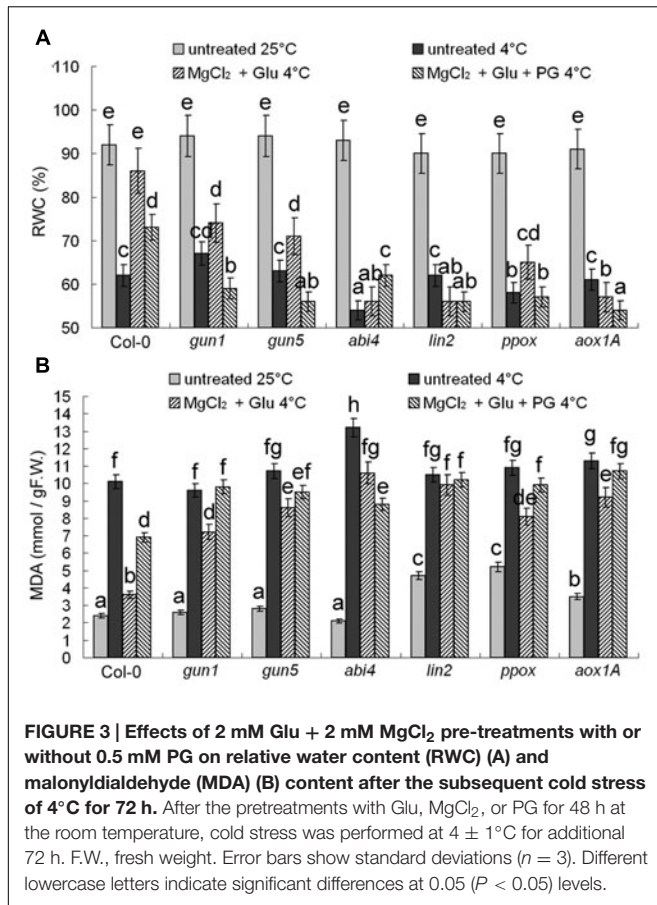 A
untreated 25°C
untreated 4°C
MgCl₂ + Glu 4°C
MgCl₂ + Glu + PG 4°C
110
100
90
80
70
60
50
RWC (%)
e c e d
e cd d b
e c d ab
e a ab c
e c ab ab
e b cd b
e c b a
Col-0 gun1 gun5 abi4 lin2 ppox aox1A
B
untreated 25°C
untreated 4°C
MgCl₂ + Glu 4°C
MgCl₂ + Glu + PG 4°C
15
14
13
12
11
10
9
8
7
6
5
4
3
2
1
0
MDA (mmol / gF.W.)
a f b d
a f d f
a fg e ef
a h fg e
c fg f f
c fg de f
b g e fg
Col-0 gun1 gun5 abi4 lin2 ppox aox1A
FIGURE 3 | Effects of 2 mM Glu + 2 mM MgCl₂ pre-treatments with or
without 0.5 mM PG on relative water content (RWC) (A) and
malonyldialdehyde (MDA) (B) content after the subsequent cold stress
of 4°C for 72 h. After the pretreatments with Glu, MgCl₂, or PG for 48 h at
the room temperature, cold stress was performed at 4 ± 1°C for additional
72 h. F.W., fresh weight. Error bars show standard deviations (n = 3). Different
lowercase letters indicate significant differences at 0.05 (P < 0.05) levels.